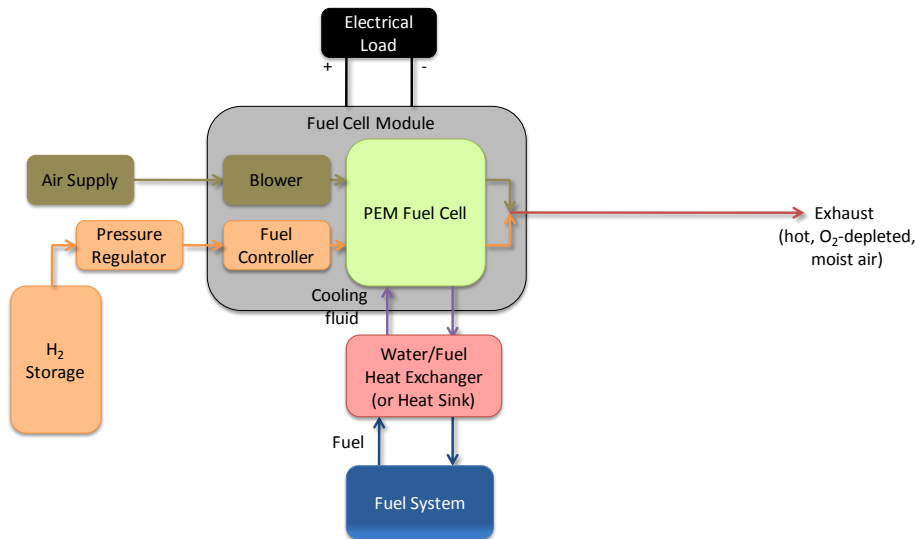 Electrical
Load
+
-
Fuel Cell Module
Air Supply
Blower
PEM Fuel Cell
Pressure
Regulator
Fuel
Controller
Exhaust
(hot, O₂-depleted,
moist air)
Cooling
fluid
H₂
Storage
Water/Fuel
Heat Exchanger
(or Heat Sink)
Fuel
Fuel System